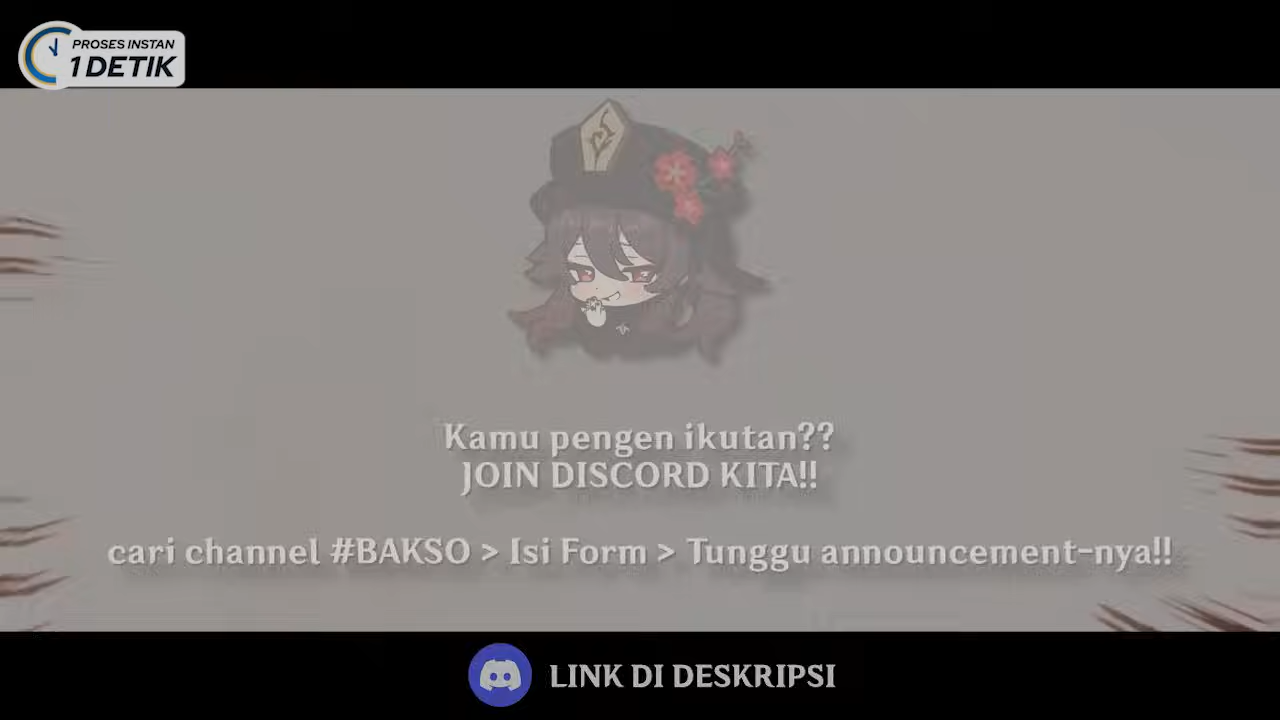 PROSES INSTAN
1 DETIK
Kamu pengen ikutan??
JOIN DISCORD KITA!!
cari channel #BAKSO > Isi Form > Tunggu announcement-nya!!
LINK DI DESKRIPSI